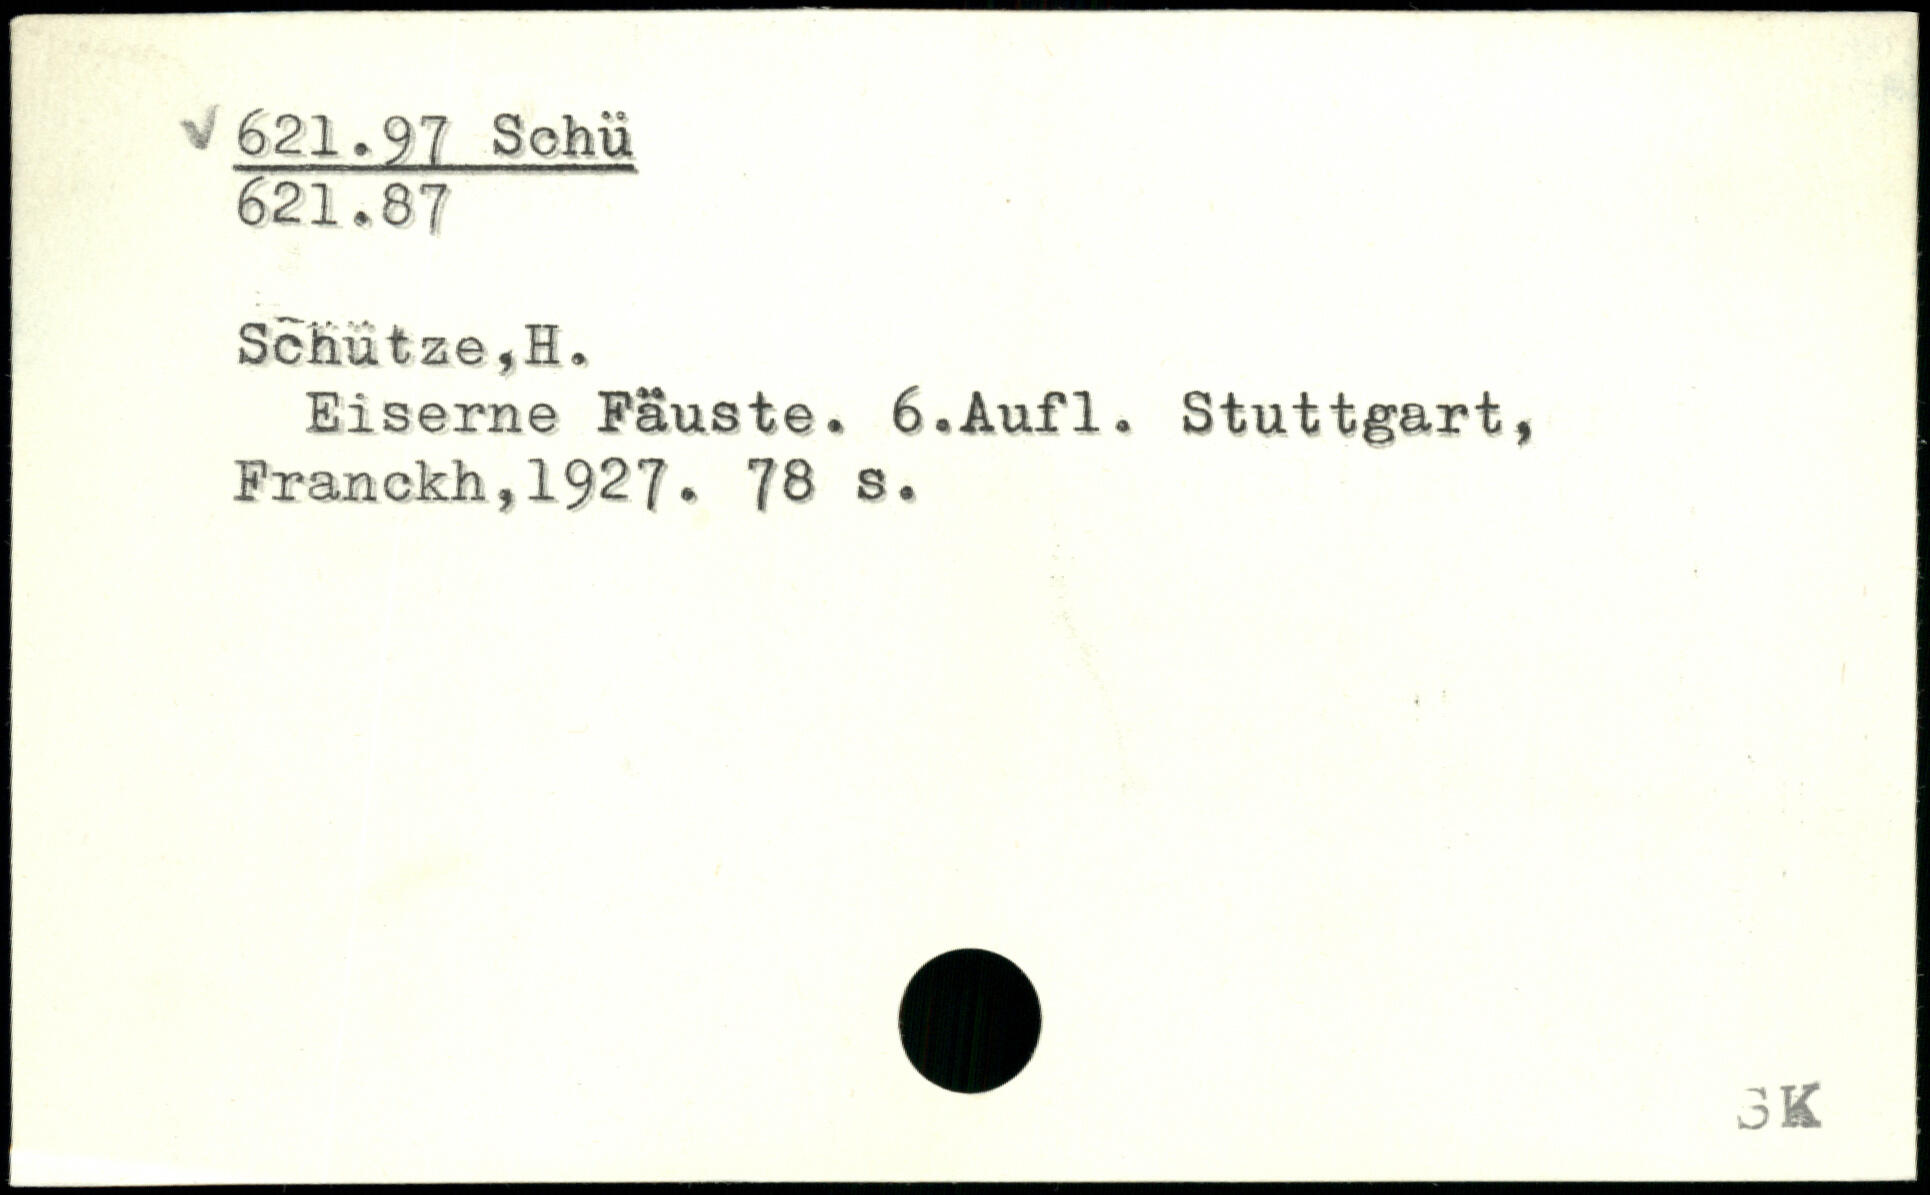 ✓ 621.97 Schü
621.87
Schütze,H.
Eiserne Fäuste. 6.Aufl. Stuttgart,
Franckh,1927. 78 s.
SK